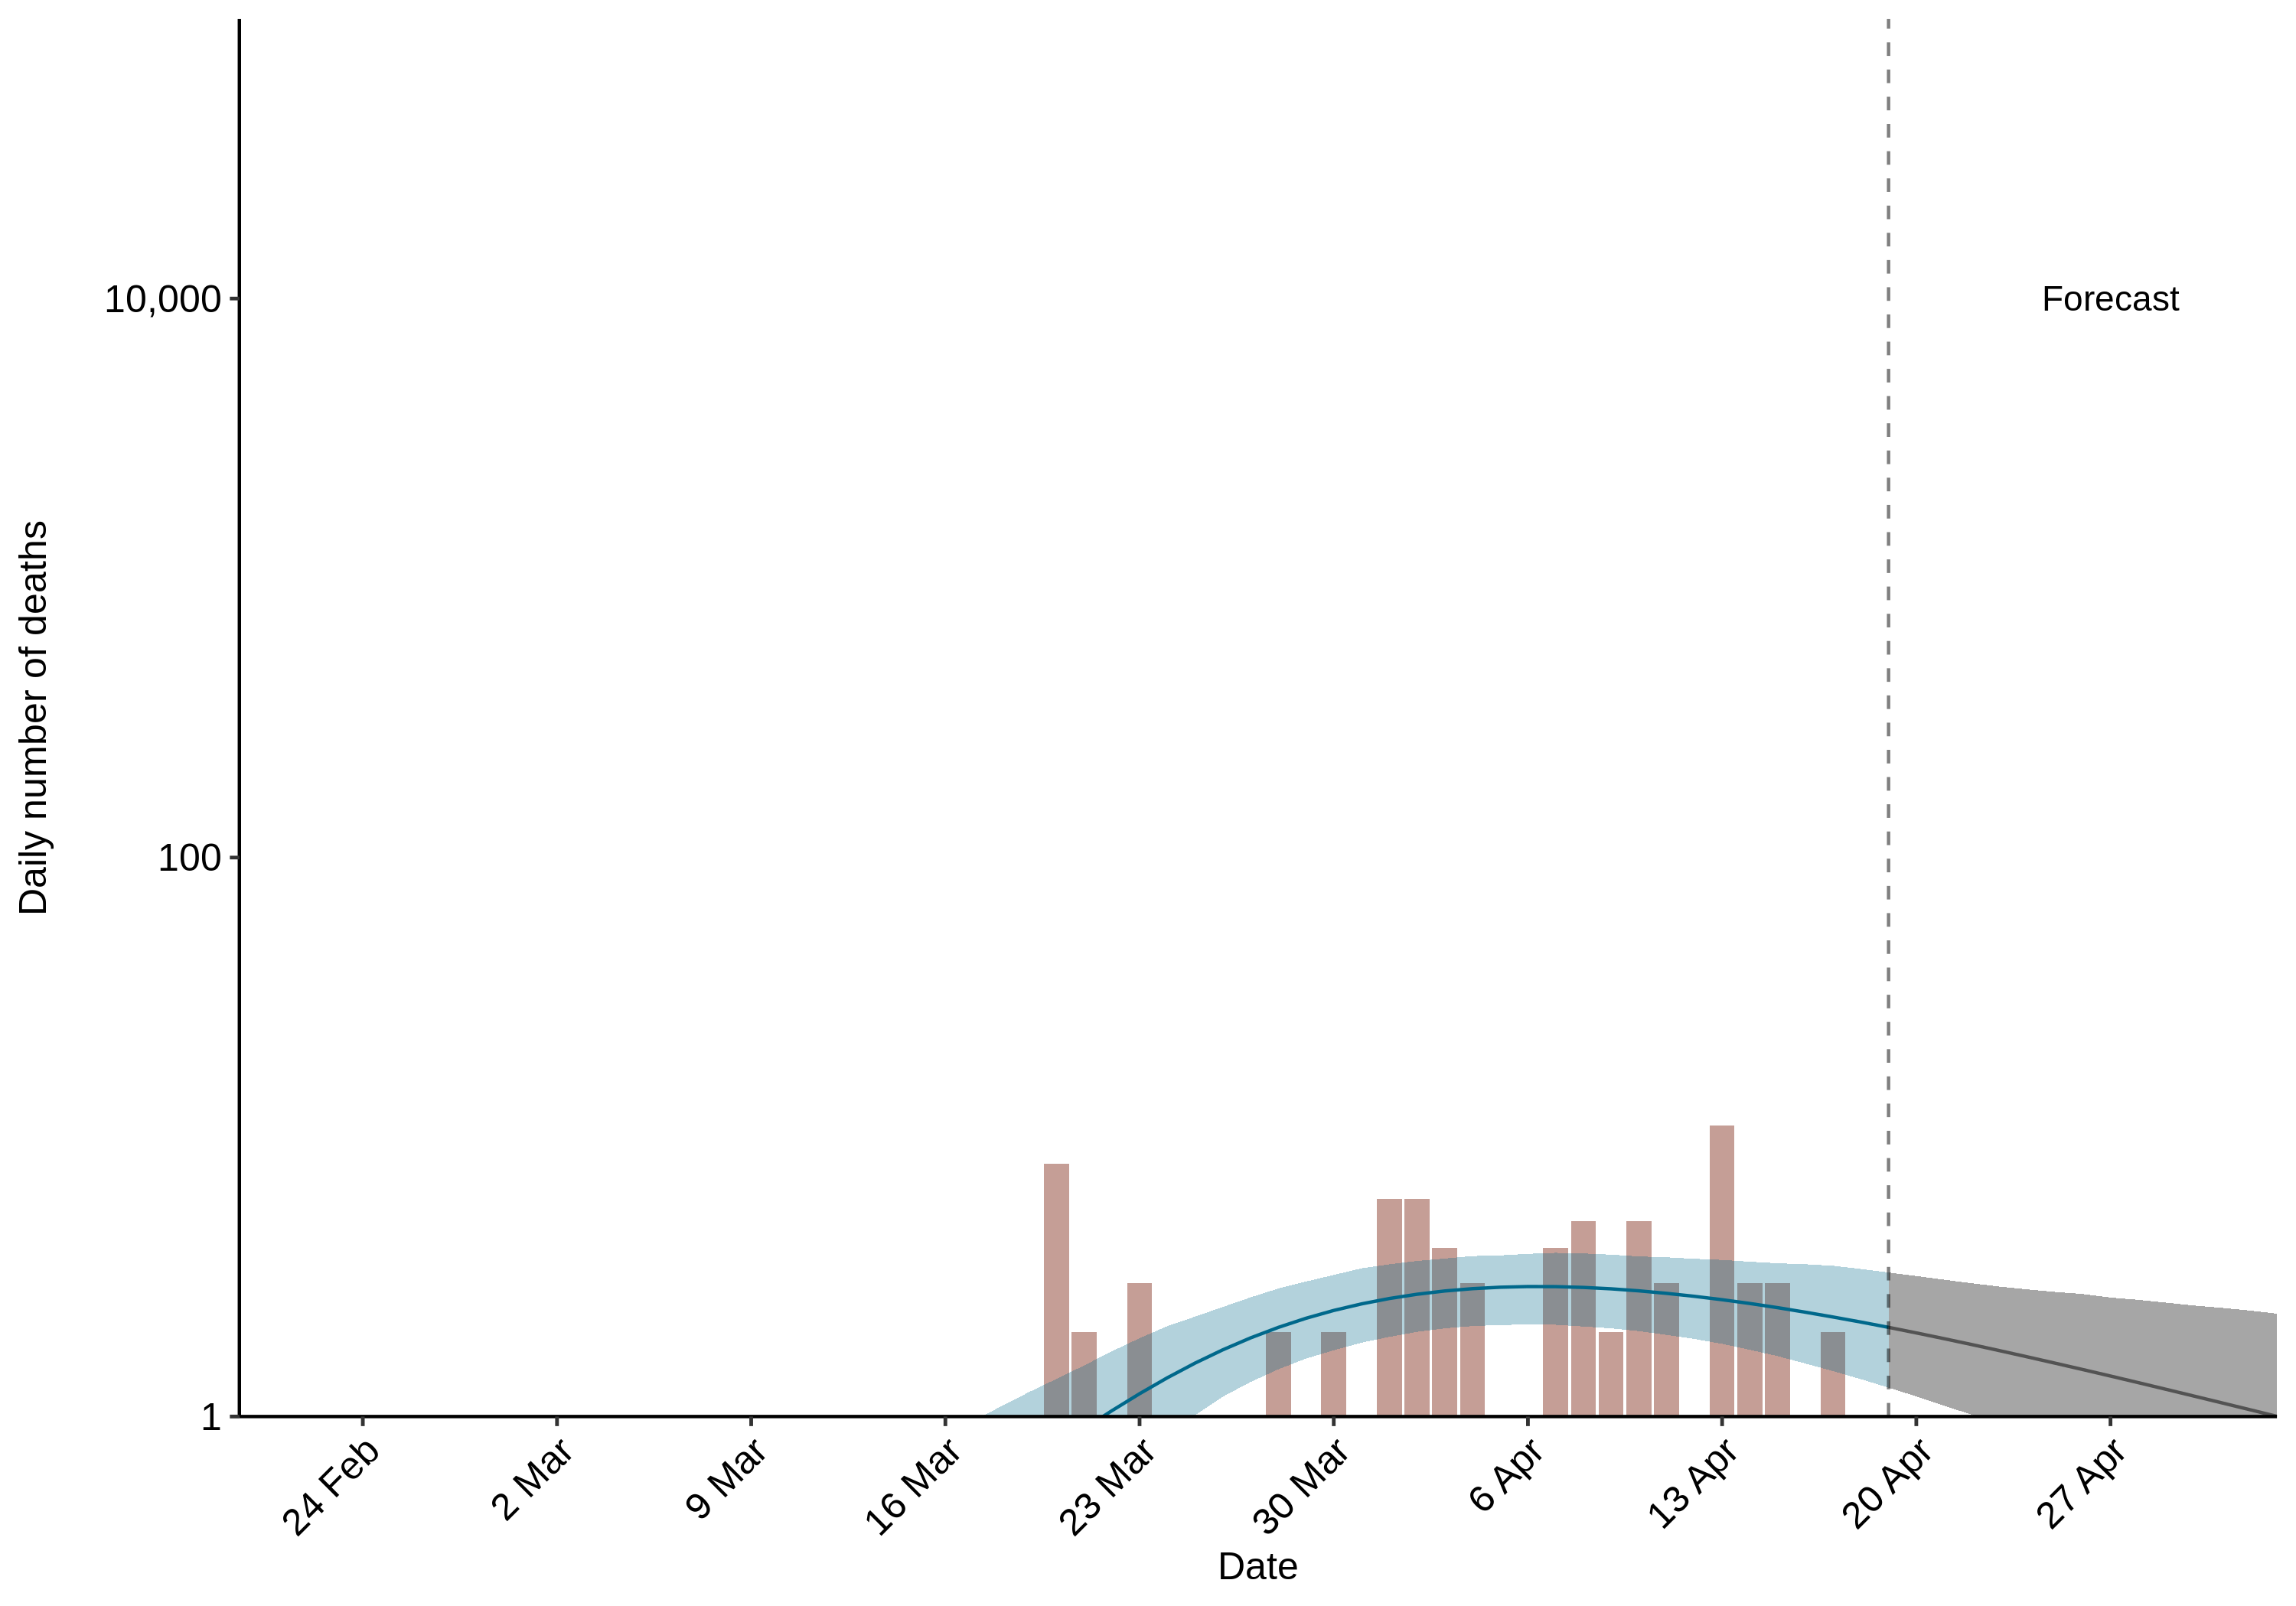 10,000
Forecast
Daily number of deaths
100
1
24 Feb
2 Mar
9 Mar
16 Mar
23 Mar
30 Mar
6 Apr
13 Apr
20 Apr
27 Apr
Date